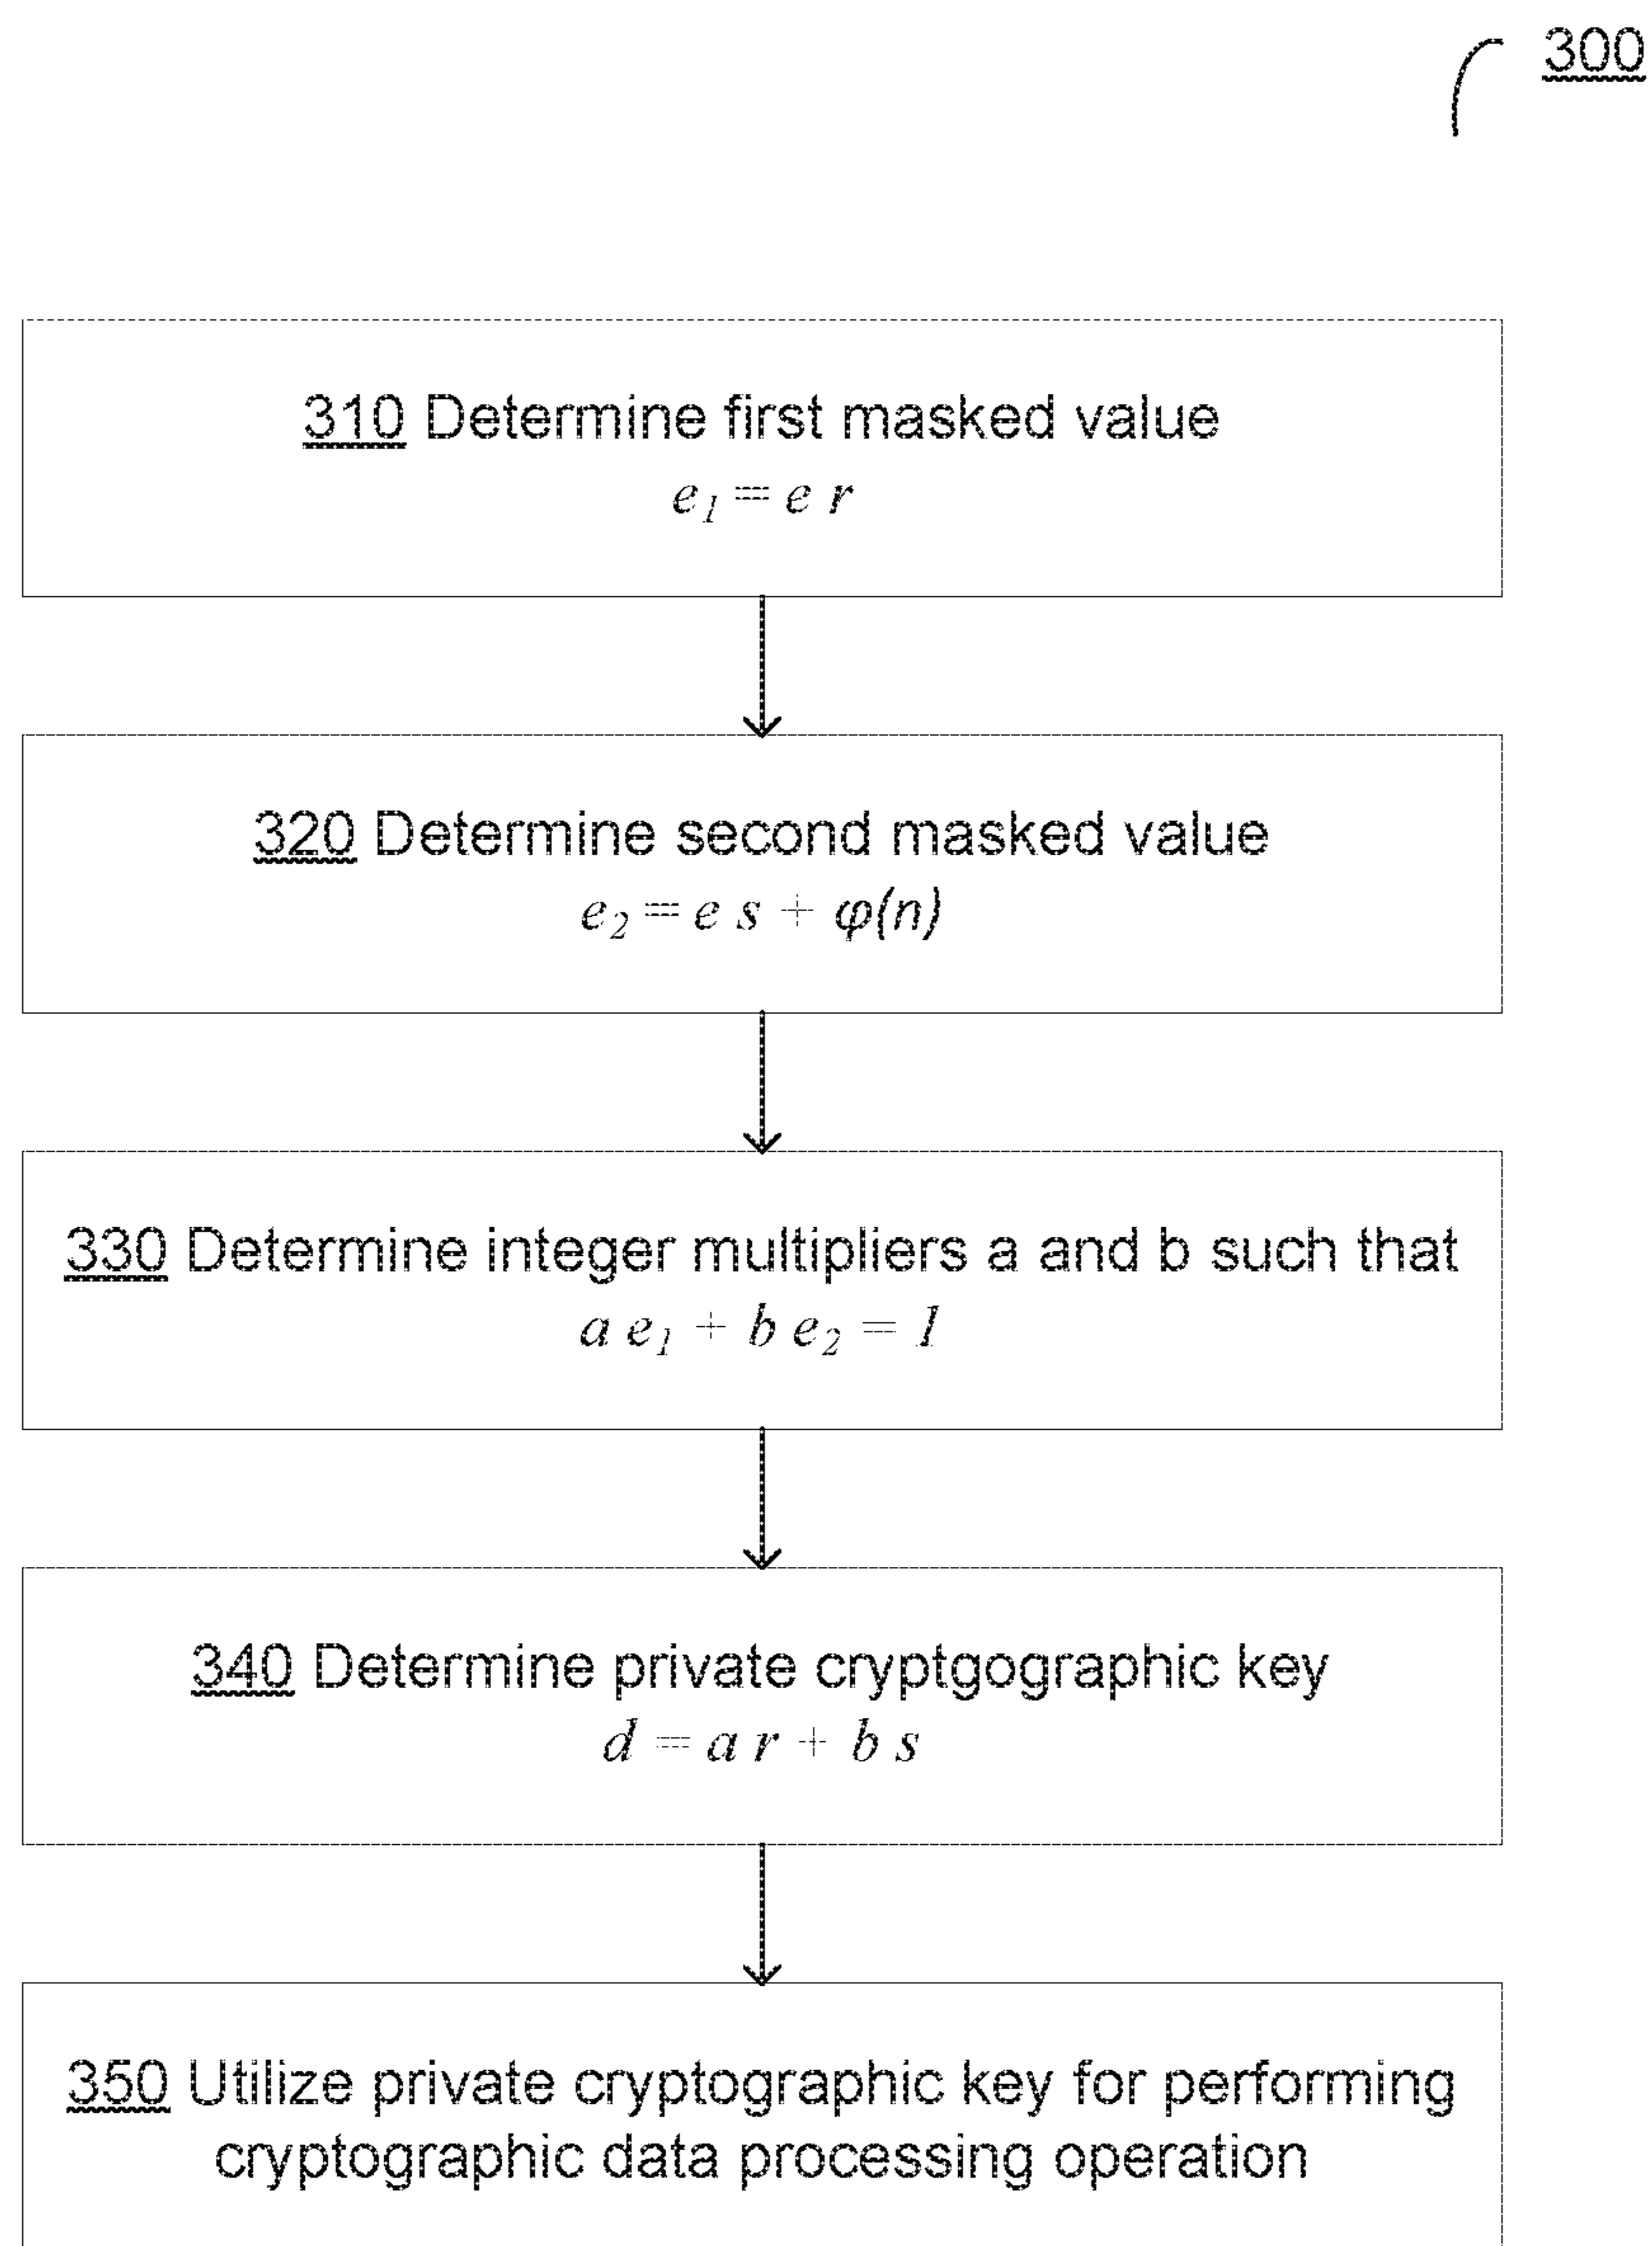 300
310 Determine first masked value
e₁ = e r
320 Determine second masked value
e₂ = e s + φ(n)
330 Determine integer multipliers a and b such that
a e₁ + b e₂ = 1
340 Determine private cryptgographic key
d = a r + b s
350 Utilize private cryptographic key for performing
cryptographic data processing operation